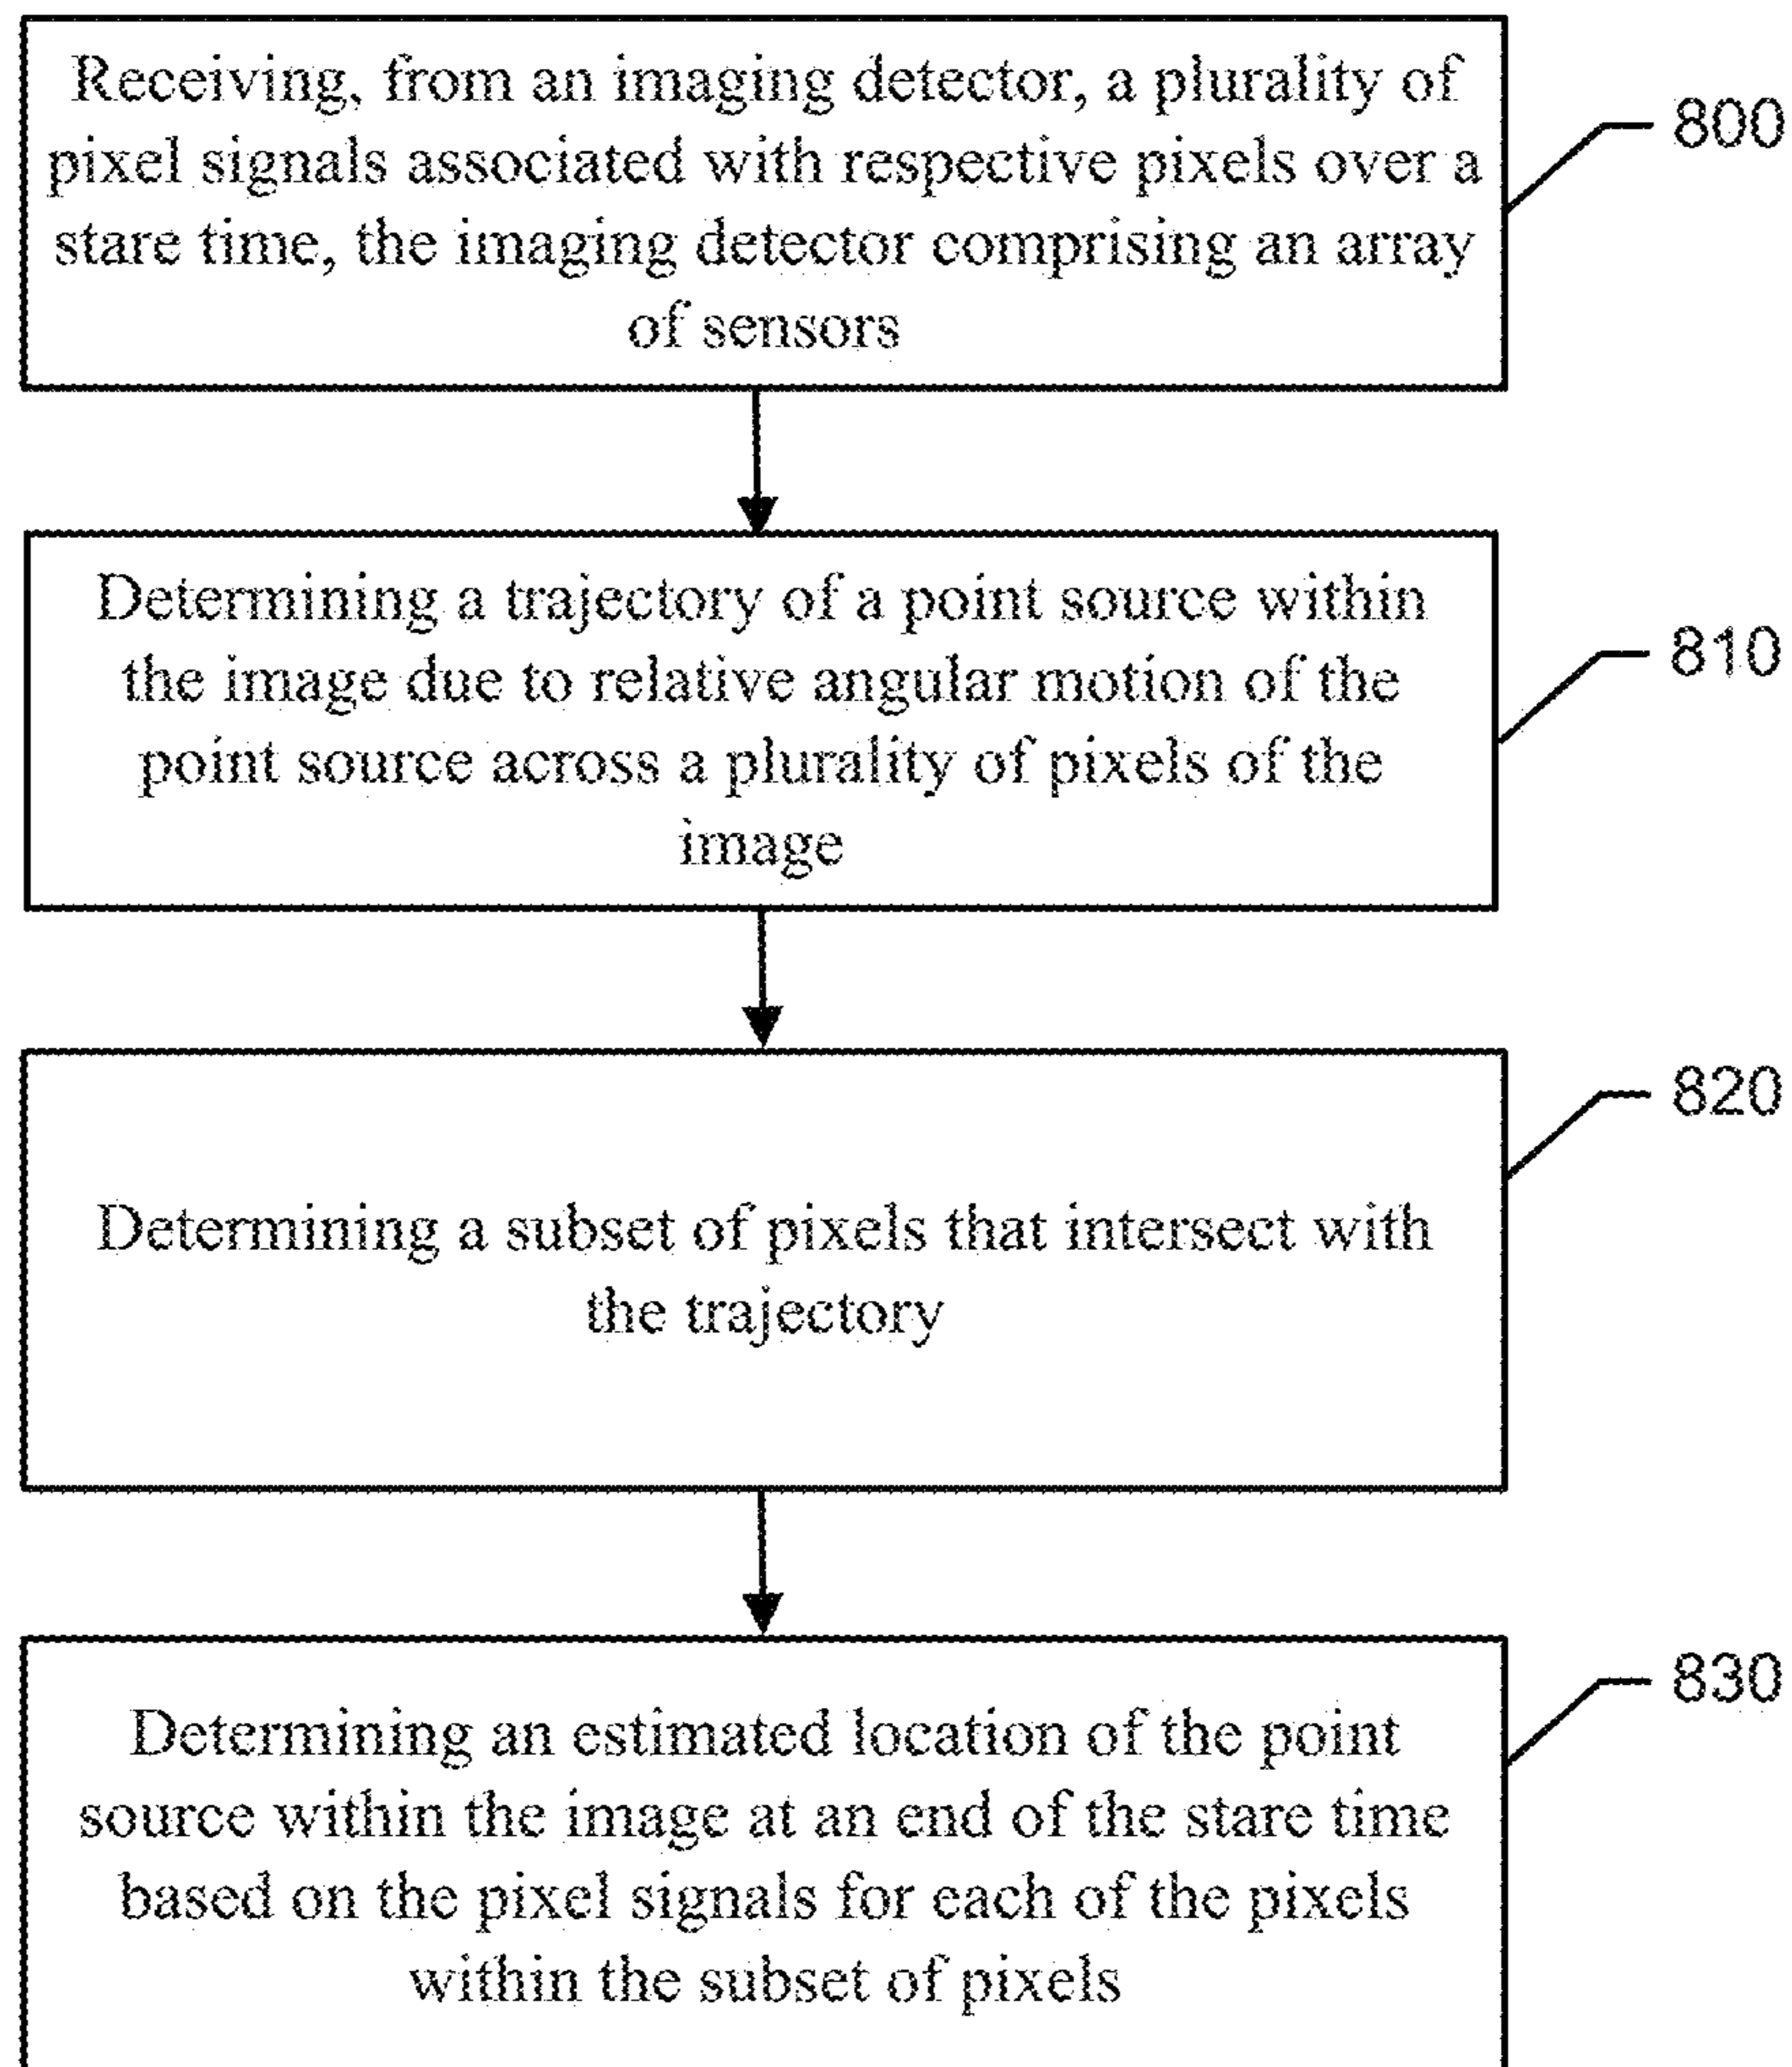 Receiving, from an imaging detector, a plurality of
pixel signals associated with respective pixels over a
stare time, the imaging detector comprising an array
of sensors
800
Determining a trajectory of a point source within
the image due to relative angular motion of the
point source across a plurality of pixels of the
image
810
Determining a subset of pixels that intersect with
the trajectory
820
Determining an estimated location of the point
source within the image at an end of the stare time
based on the pixel signals for each of the pixels
within the subset of pixels
830